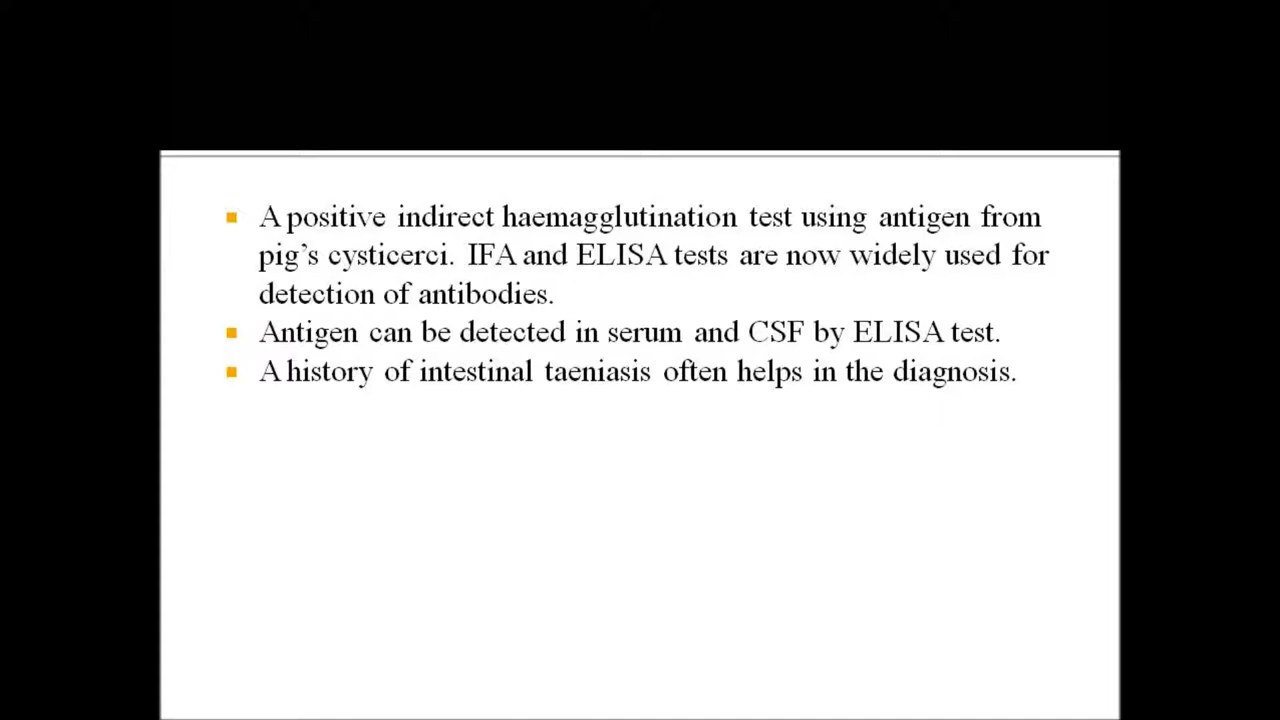 A positive indirect haemagglutination test using antigen from
pig’s cysticerci. IFA and ELISA tests are now widely used for
detection of antibodies.
Antigen can be detected in serum and CSF by ELISA test.
A history of intestinal taeniasis often helps in the diagnosis.